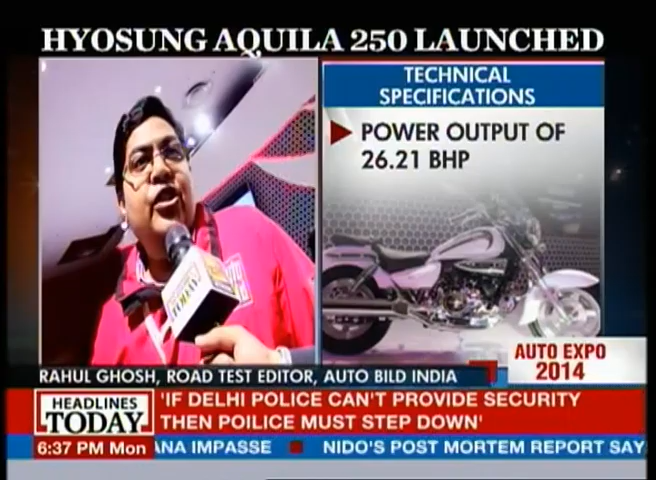 HYOSUNG AQUILA 250 LAUNCHED
TECHNICAL
SPECIFICATIONS
POWER OUTPUT OF
26.21 BHP
AUTO EXPO
2014
RAHUL GHOSH, ROAD TEST EDITOR, AUTO BILD INDIA
HEADLINES
TODAY
'IF DELHI POLICE CAN'T PROVIDE SECURITY
THEN POILICE MUST STEP DOWN'
6:37 PM Mon
ANA IMPASSE NIDO'S POST MORTEM REPORT SAY